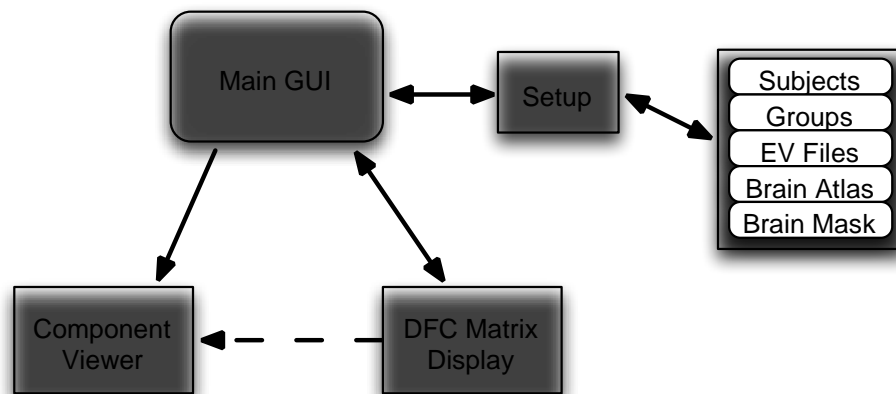 Main GUI
Setup
Subjects
Groups
EV Files
Brain Atlas
Brain Mask
Component
Viewer
DFC Matrix
Display